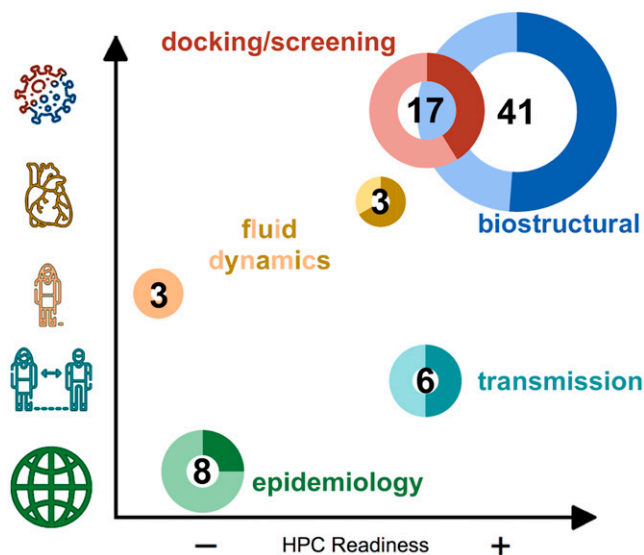 docking/screening
17
41
3
biostructural
fluid
dynamics
3
6
transmission
8
epidemiology
− HPC Readiness +